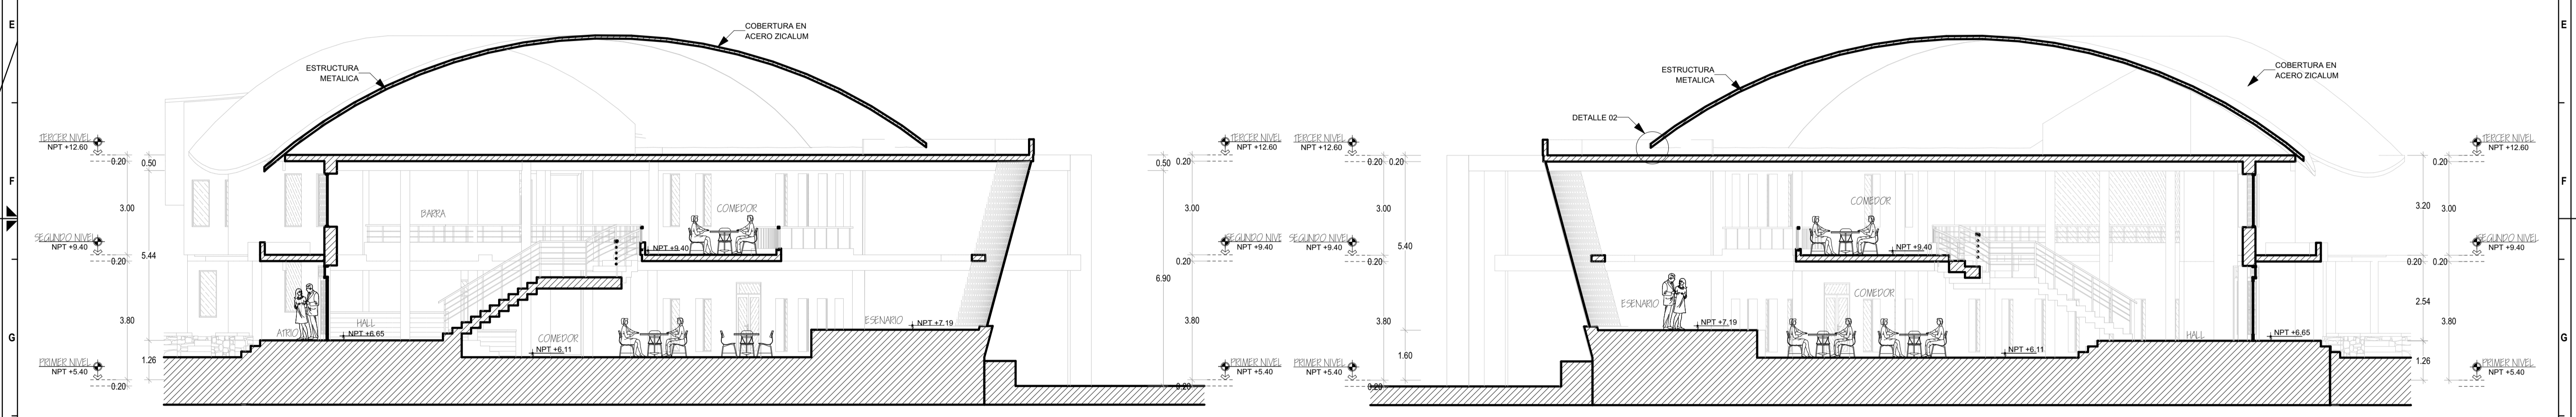 E
F
G
COBERTURA EN
ACERO ZICALUM
ESTRUCTURA
METALICA
TERCER NIVEL
NPT +12.60
SEGUNDO NIVEL
NPT +9.40
PRIMER NIVEL
NPT +5.40
0.20
3.00
0.20
3.80
0.20
0.50
5.44
1.26
BARRA
COMEDOR
NPT +9.40
ATRIO
HALL
NPT +6.65
COMEDOR
NPT +6.11
ESENARIO
NPT +7.19
0.50
6.90
0.20
3.00
0.20
3.80
0.20
TERCER NIVEL
NPT +12.60
SEGUNDO NIVE
NPT +9.40
PRIMER NIVEL
NPT +5.40
TERCER NIVEL
NPT +12.60
SEGUNDO NIVEL
NPT +9.40
PRIMER NIVEL
NPT +5.40
0.20
3.00
0.20
3.80
0.20
0.20
5.40
1.60
ESTRUCTURA
METALICA
DETALLE 02
COBERTURA EN
ACERO ZICALUM
COMEDOR
NPT +9.40
ESENARIO
NPT +7.19
COMEDOR
NPT +6.11
HALL
NPT +6.65
3.20
0.20
2.54
1.26
0.20
3.00
0.20
3.80
TERCER NIVEL
NPT +12.60
SEGUNDO NIVEL
NPT +9.40
PRIMER NIVEL
NPT +5.40
E
F
G